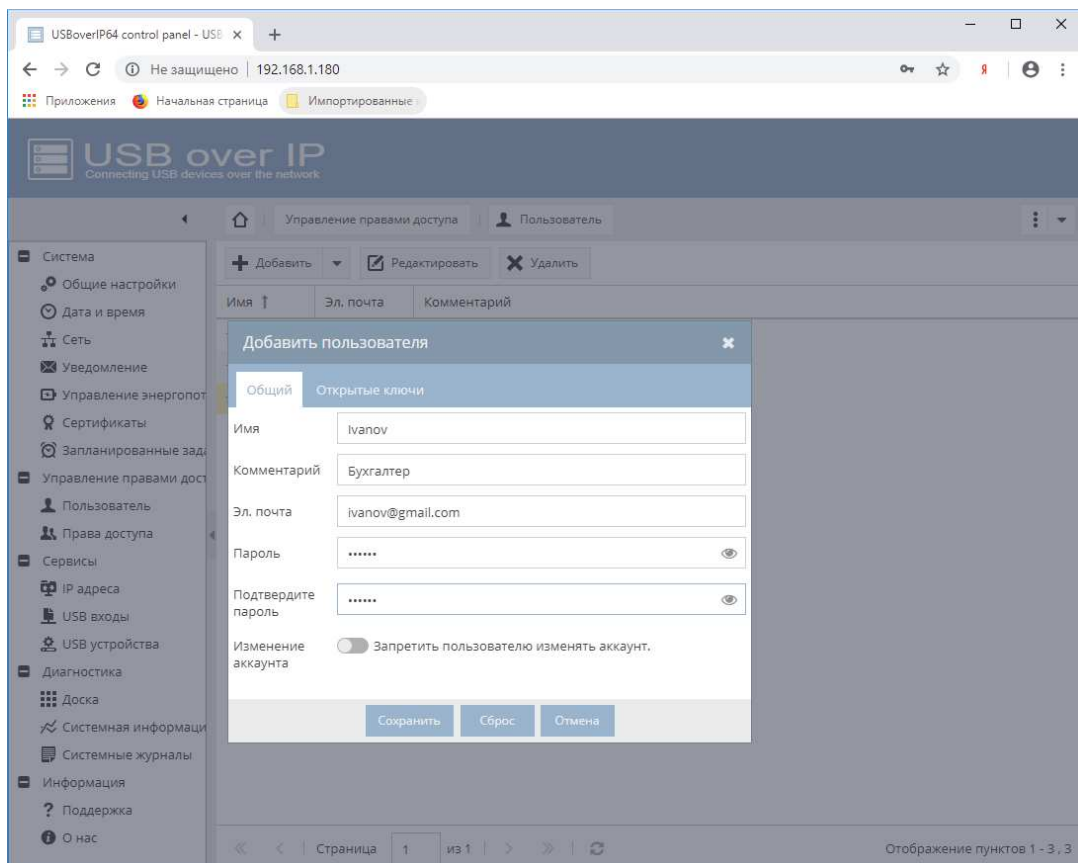 USBoverIP64 control panel - USB
Не защищено
192.168.1.180
Я
Приложения
Начальная страница
Импортированные
USB over IP
Connecting USB devices over the network
Управление правами доступа
Пользователь
Система
Общие настройки
Дата и время
Сеть
Уведомление
Управление энергопот
Сертификаты
Запланированные зада
Управление правами дост
Пользователь
Права доступа
Сервисы
IP адреса
USB входы
USB устройства
Диагностика
Доска
Системная информаци
Системные журналы
Информация
Поддержка
О нас
Добавить
Редактировать
Удалить
Имя
Эл. почта
Комментарий
Добавить пользователя
Общий
Открытые ключи
Имя
Ivanov
Комментарий
Бухгалтер
Эл. почта
ivanov@gmail.com
Пароль
••••••
Подтвердите пароль
••••••
Изменение аккаунта
Запретить пользователю изменять аккаунт.
Сохранить
Сброс
Отмена
Страница 1 из 1
Отображение пунктов 1 - 3 , 3